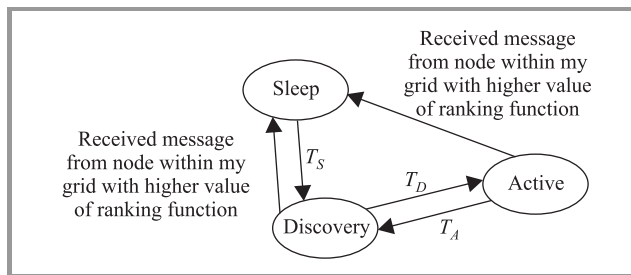 Received message
from node within my
grid with higher value
of ranking function
Sleep
Received message
from node within my
grid with higher value
of ranking function
T_S
T_D
Active
Discovery
T_A